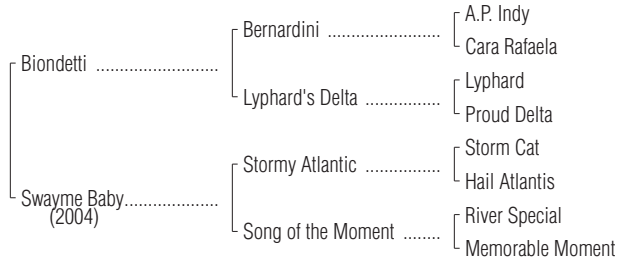 A.P. Indy
Bernardini
Cara Rafaela
Biondetti
Lyphard
Lyphard's Delta
Proud Delta
Storm Cat
Stormy Atlantic
Hail Atlantis
Swayme Baby
(2004)
River Special
Song of the Moment
Memorable Moment